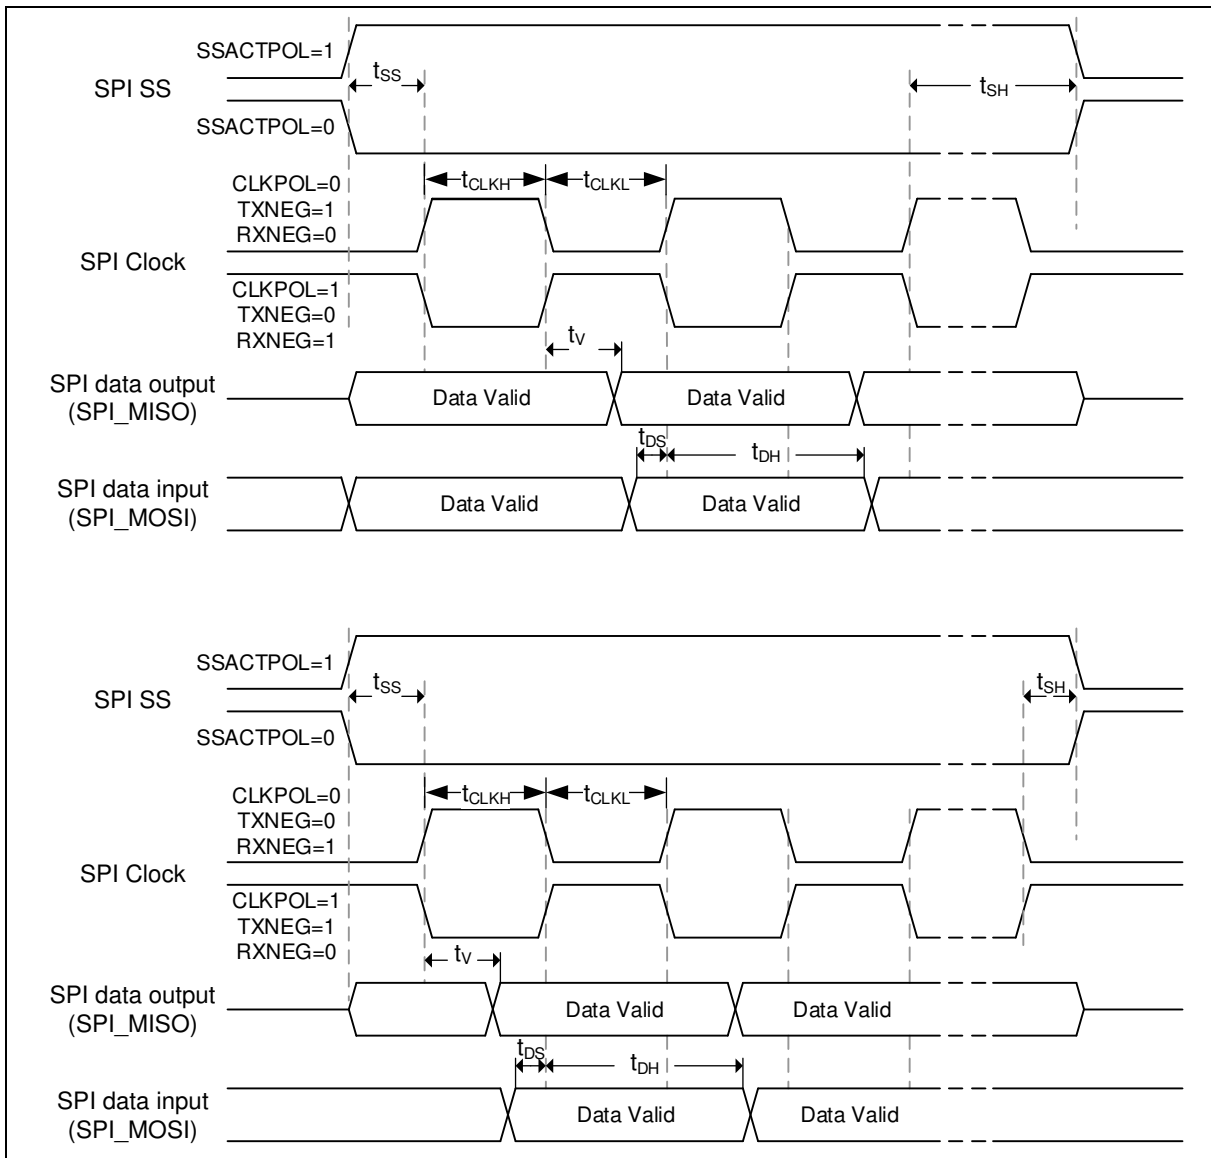 SSACTPOL=1
SPI SS
tSS
tSH
SSACTPOL=0
CLKPOL=0
TXNEG=1
RXNEG=0
tCLKH
tCLKL
SPI Clock
CLKPOL=1
TXNEG=0
RXNEG=1
tV
SPI data output
(SPI_MISO)
Data Valid
Data Valid
tDS
tDH
SPI data input
(SPI_MOSI)
Data Valid
Data Valid
SSACTPOL=1
SPI SS
tSS
tSH
SSACTPOL=0
CLKPOL=0
TXNEG=0
RXNEG=1
tCLKH
tCLKL
SPI Clock
CLKPOL=1
TXNEG=1
RXNEG=0
tV
SPI data output
(SPI_MISO)
Data Valid
Data Valid
tDS
tDH
SPI data input
(SPI_MOSI)
Data Valid
Data Valid